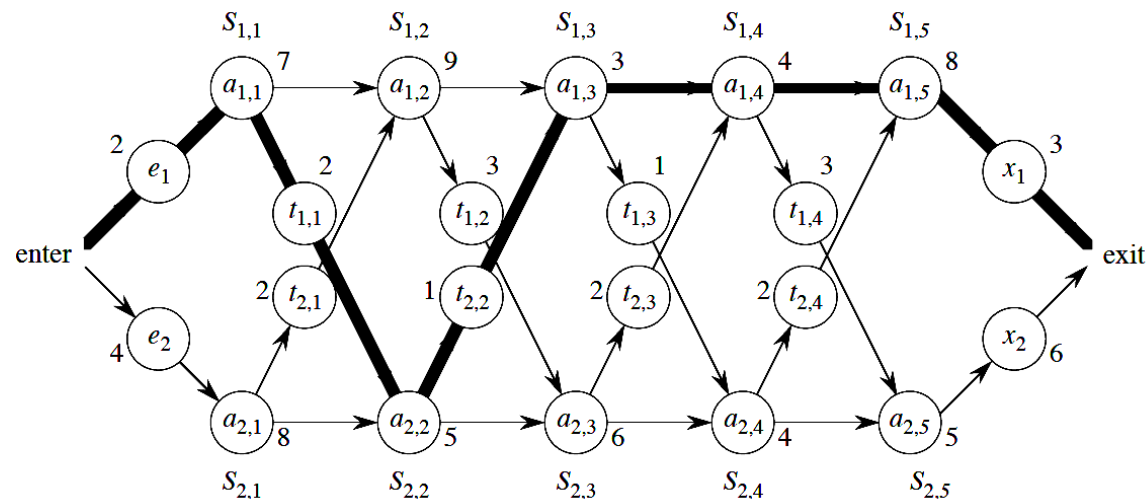 S1,1 S1,2 S1,3 S1,4 S1,5
7 9 3 4 8
a1,1 a1,2 a1,3 a1,4 a1,5
2 3
e1 x1
2 3 1 3
t1,1 t1,2 t1,3 t1,4
enter exit
2 t2,1 1 t2,2 2 t2,3 2 t2,4
e2 x2
4 6
a2,1 a2,2 a2,3 a2,4 a2,5
8 5 6 4 5
S2,1 S2,2 S2,3 S2,4 S2,5